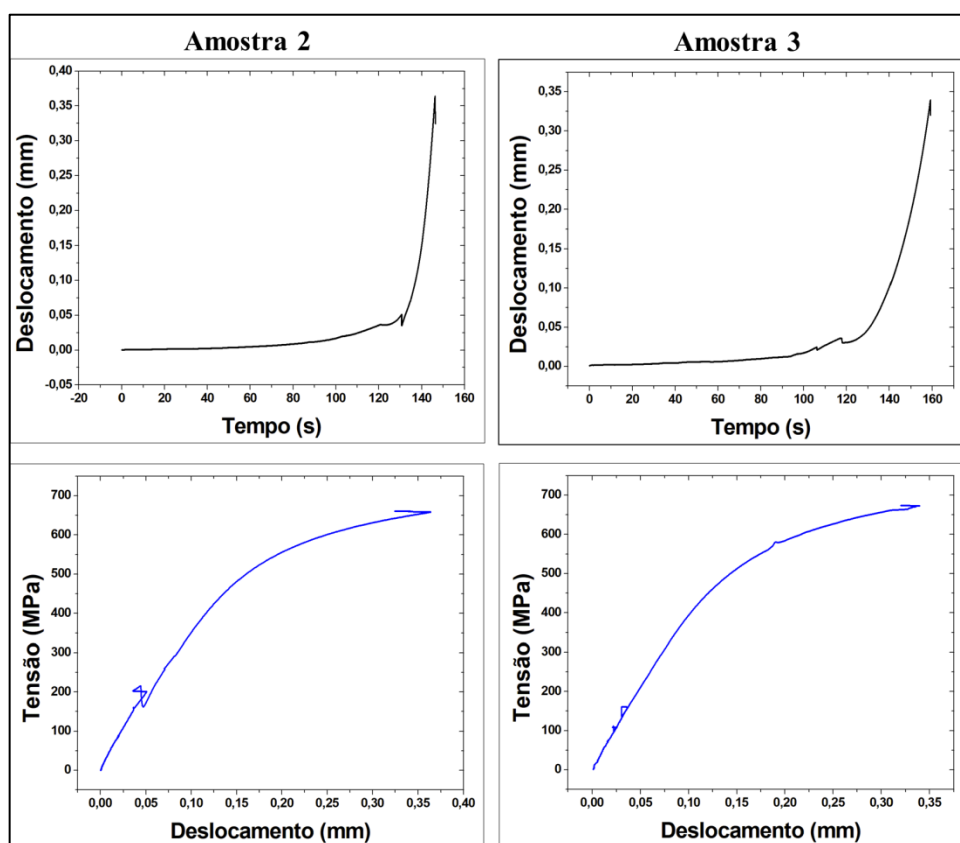 Amostra 2
Amostra 3
0,40
0,35
0,30
0,25
0,20
0,15
0,10
0,05
0,00
-0,05
Deslocamento (mm)
-20 0 20 40 60 80 100 120 140 160
Tempo (s)
0,35
0,30
0,25
0,20
0,15
0,10
0,05
0,00
Deslocamento (mm)
0 20 40 60 80 100 120 140 160
Tempo (s)
700
600
500
400
300
200
100
0
Tensão (MPa)
0,00 0,05 0,10 0,15 0,20 0,25 0,30 0,35 0,40
Deslocamento (mm)
700
600
500
400
300
200
100
0
Tensão (MPa)
0,00 0,05 0,10 0,15 0,20 0,25 0,30 0,35
Deslocamento (mm)